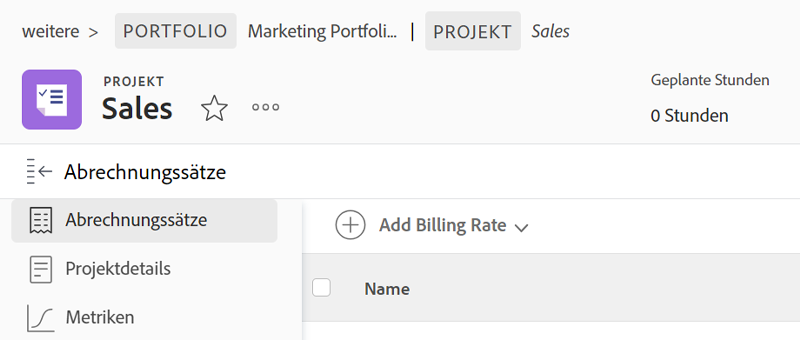 weitere > PORTFOLIO Marketing Portfoli... | PROJEKT Sales
PROJEKT
Sales
Geplante Stunden
0 Stunden
Abrechnungssätze
Abrechnungssätze
Projektdetails
Metriken
Add Billing Rate
Name